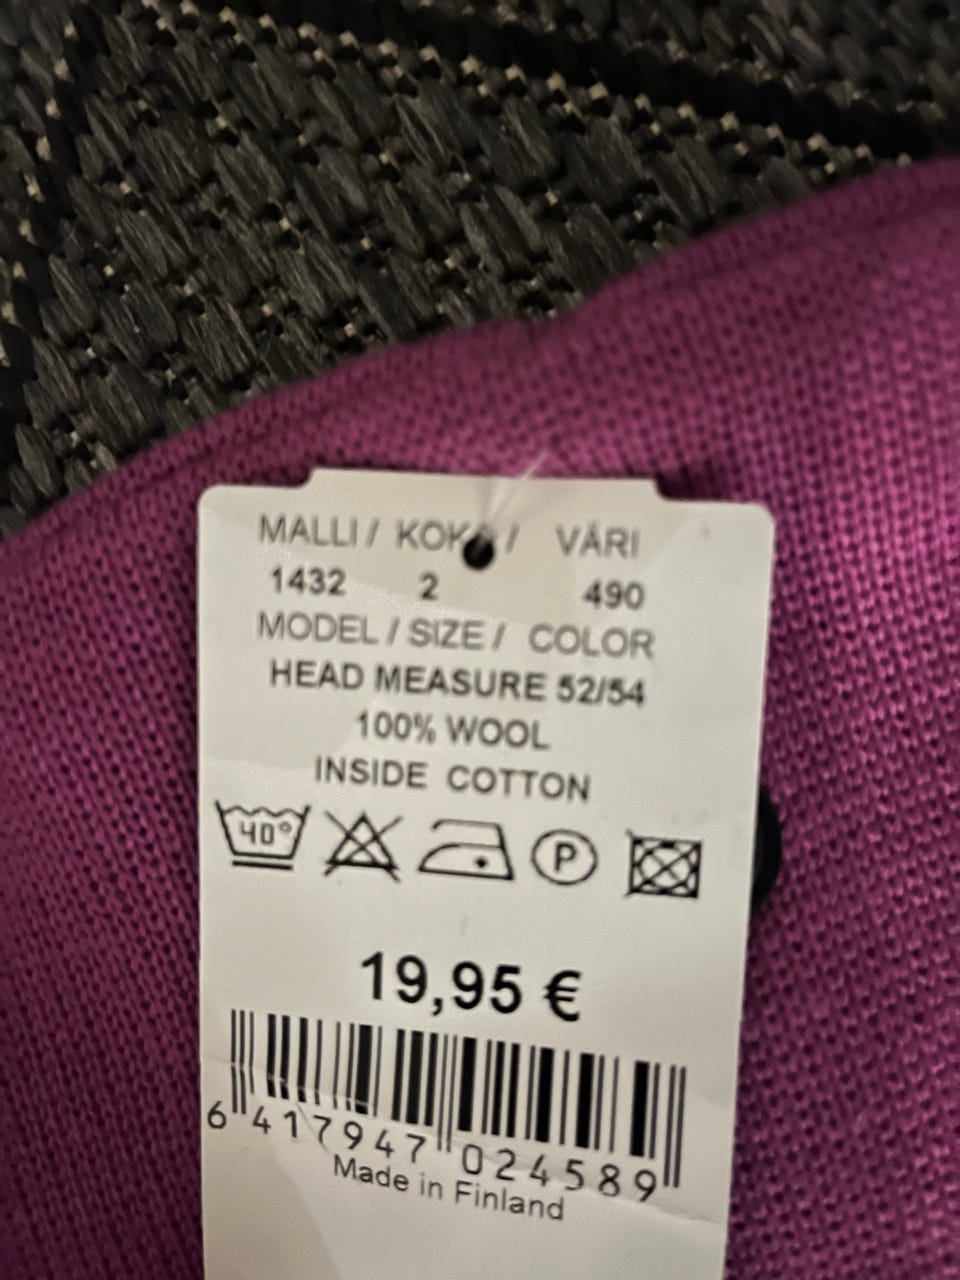 MALLI / KOKO / VÄRI
1432 2 490
MODEL / SIZE / COLOR
HEAD MEASURE 52/54
100% WOOL
INSIDE COTTON
40° P
19,95 €
6 417947 024589
Made in Finland